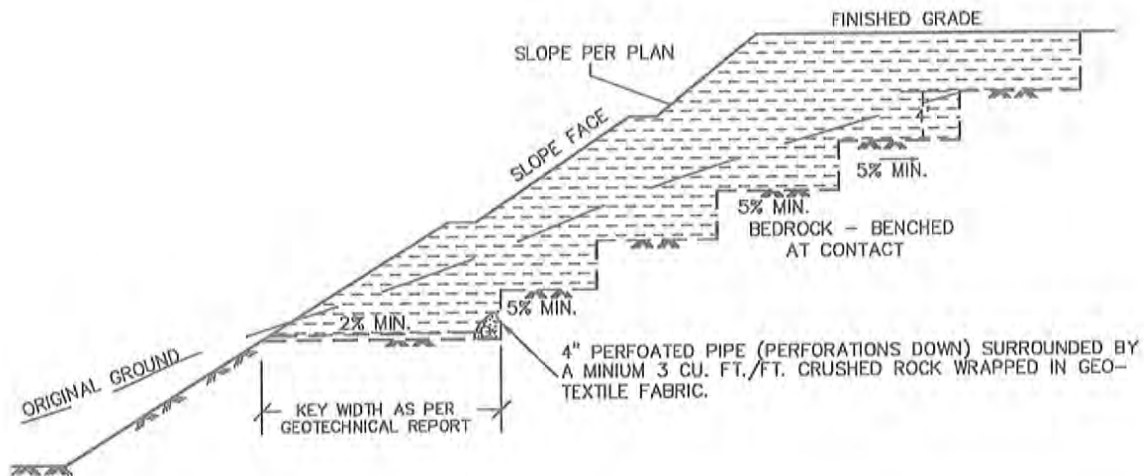 FINISHED GRADE
SLOPE PER PLAN
SLOPE FACE
4'
5% MIN.
5% MIN.
BEDROCK – BENCHED
AT CONTACT
5% MIN.
2% MIN.
4" PERFOATED PIPE (PERFORATIONS DOWN) SURROUNDED BY
A MINIUM 3 CU. FT./FT. CRUSHED ROCK WRAPPED IN GEO-
TEXTILE FABRIC.
ORIGINAL GROUND
KEY WIDTH AS PER
GEOTECHNICAL REPORT